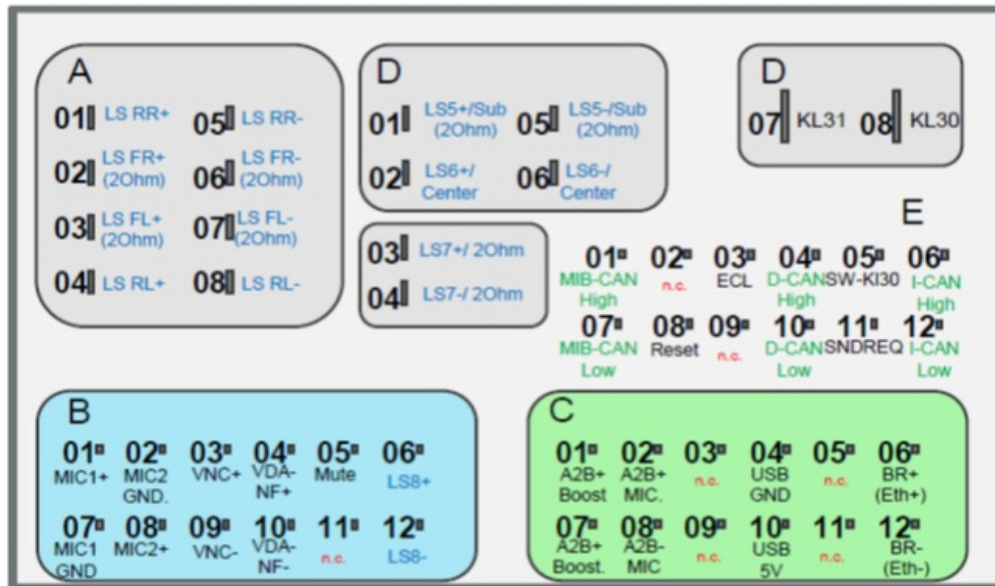 A
01 LS RR+ 05 LS RR-
02 LS FR+ (2Ohm) 06 LS FR- (2Ohm)
03 LS FL+ (2Ohm) 07 LS FL- (2Ohm)
04 LS RL+ 08 LS RL-
D
01 LS5+/Sub (2Ohm) 05 LS5-/Sub (2Ohm)
02 LS6+/ Center 06 LS6-/ Center
03 LS7+/ 2Ohm
04 LS7-/ 2Ohm
D
07 KL31 08 KL30
E
01 02 03 04 05 06
MIB-CAN High n.c. ECL D-CAN High SW-KI30 I-CAN High
07 08 09 10 11 12
MIB-CAN Low Reset n.c. D-CAN Low SNDREQ I-CAN Low
B
01 02 03 04 05 06
MIC1+ MIC2 GND. VNC+ VDA- NF+ Mute LS8+
07 08 09 10 11 12
MIC1 GND MIC2+ VNC- VDA- NF- n.c. LS8-
C
01 02 03 04 05 06
A2B+ Boost A2B+ MIC. n.c. USB GND n.c. BR+ (Eth+)
07 08 09 10 11 12
A2B+ Boost. A2B- MIC n.c. USB 5V n.c. BR- (Eth-)